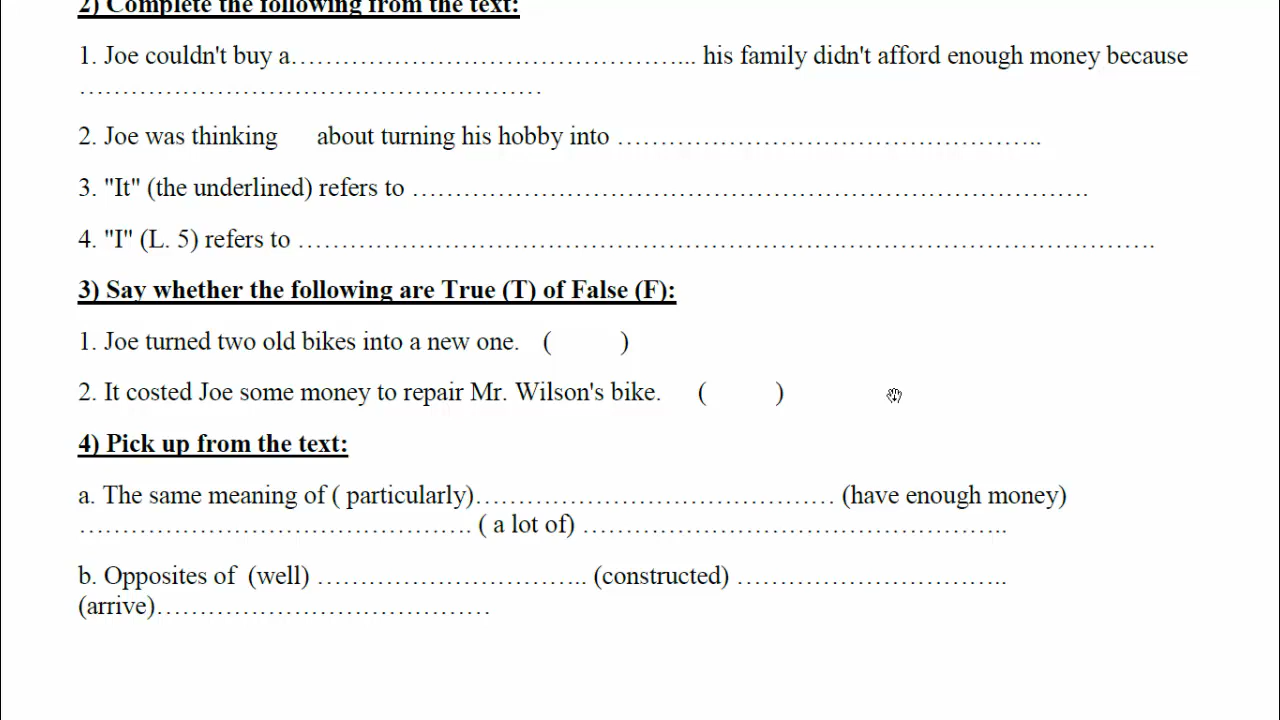 2) Complete the following from the text:
1. Joe couldn't buy a………………………………………... his family didn't afford enough money because
………………………………………………
2. Joe was thinking about turning his hobby into …………………………………………..
3. "It" (the underlined) refers to …………………………………………………………………….
4. "I" (L. 5) refers to ……………………………………………………………………………………….
3) Say whether the following are True (T) of False (F):
1. Joe turned two old bikes into a new one. ( )
2. It costed Joe some money to repair Mr. Wilson's bike. ( )
4) Pick up from the text:
a. The same meaning of ( particularly)…………………………………… (have enough money)
………………………………………. ( a lot of) …………………………………………..
b. Opposites of (well) ………………………….. (constructed) …………………………..
(arrive)…………………………………